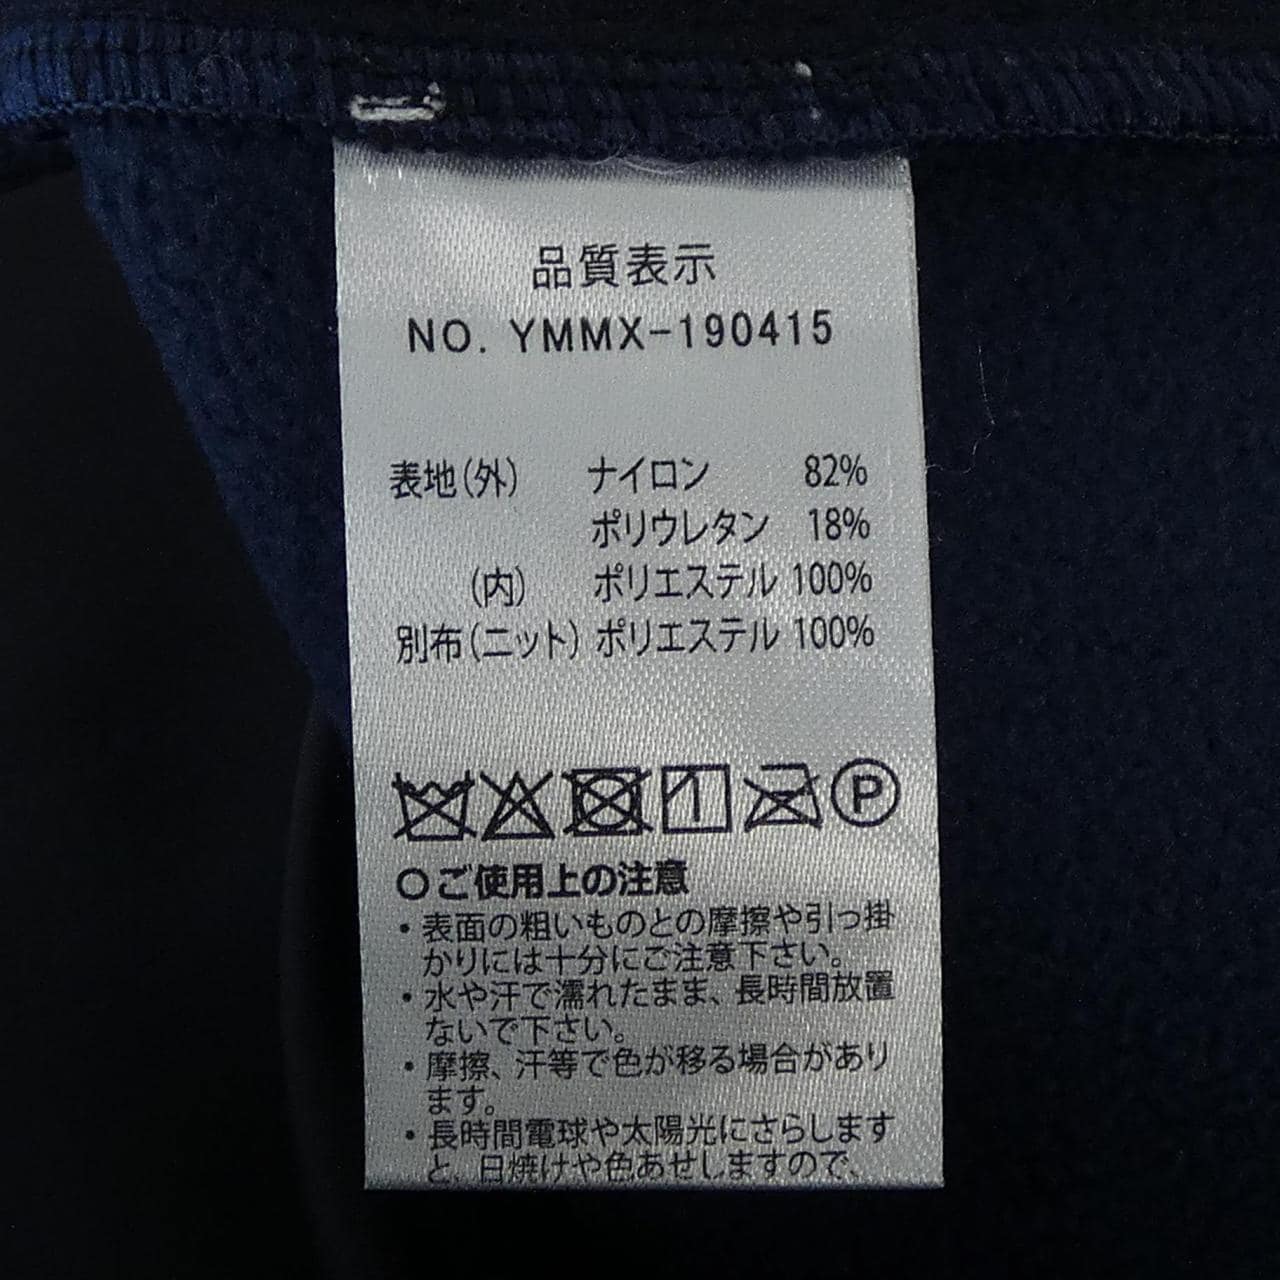 品質表示
NO. YMMX-190415
表地(外) ナイロン 82%
ポリウレタン 18%
(内) ポリエステル 100%
別布(ニット) ポリエステル 100%
P
○ご使用上の注意
・表面の粗いものとの摩擦や引っ掛
かりには十分にご注意下さい。
・水や汗で濡れたまま、長時間放置
ないで下さい。
・摩擦、汗等で色が移る場合があり
ます。
・長時間電球や太陽光にさらします
と、日焼けや色あせしますので、